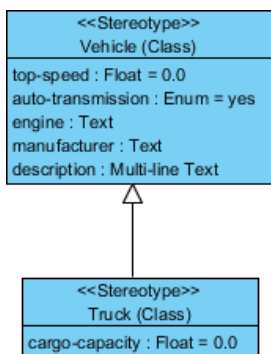 <<Stereotype>>
Vehicle (Class)
top-speed : Float = 0.0
auto-transmission : Enum = yes
engine : Text
manufacturer : Text
description : Multi-line Text
<<Stereotype>>
Truck (Class)
cargo-capacity : Float = 0.0